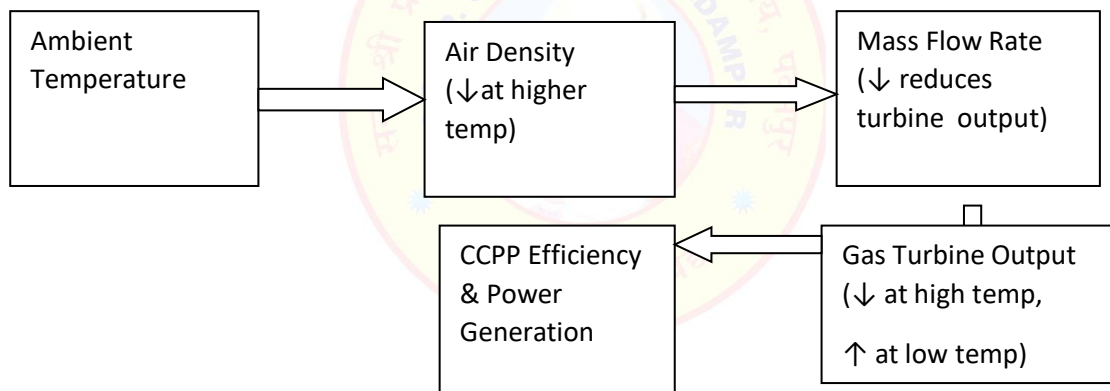 Ambient
Temperature
Air Density
(↓at higher
temp)
Mass Flow Rate
(↓ reduces
turbine output)
CCPP Efficiency
& Power
Generation
Gas Turbine Output
(↓ at high temp,
↑ at low temp)